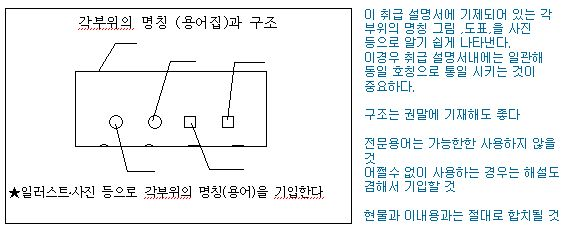 각부위의 명칭 (용어집)과 구조
★일러스트·사진 등으로 각부위의 명칭(용어)을 기입한다
이 취급 설명서에 기제되어 있는 각
부위의 명칭 그림 ,도표,을 사진
등으로 알기 쉽게 나타낸다.
이경우 취급 설명서내에는 일관해
동일 호칭으로 통일 시키는 것이
중요하다.
구조는 권말에 기재해도 좋다
전문용어는 가능한한 사용하지 않을
것
어쩔수 없이 사용하는 경우는 해설도
겸해서 기입할 것
현물과 이내용과는 절대로 합치될 것